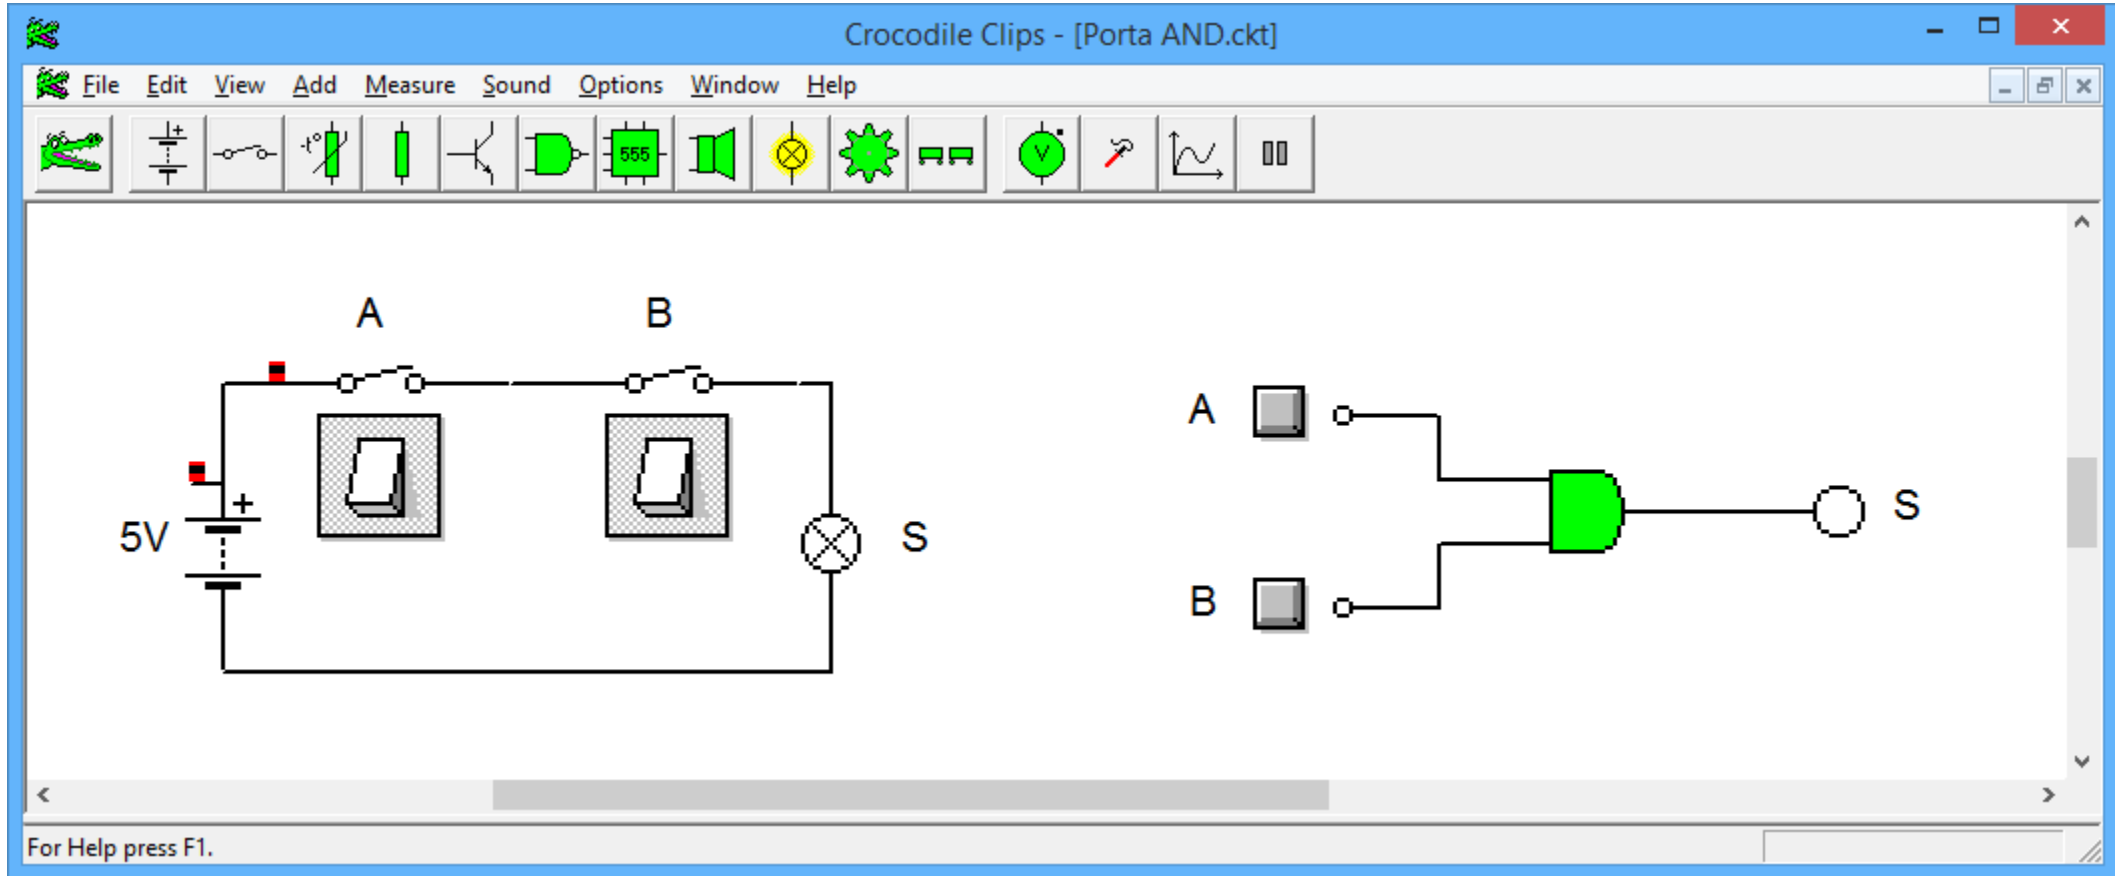 Crocodile Clips - [Porta AND.ckt]
File Edit View Add Measure Sound Options Window Help
-t° 555 V
A B
5V + S
A
B
S
For Help press F1.